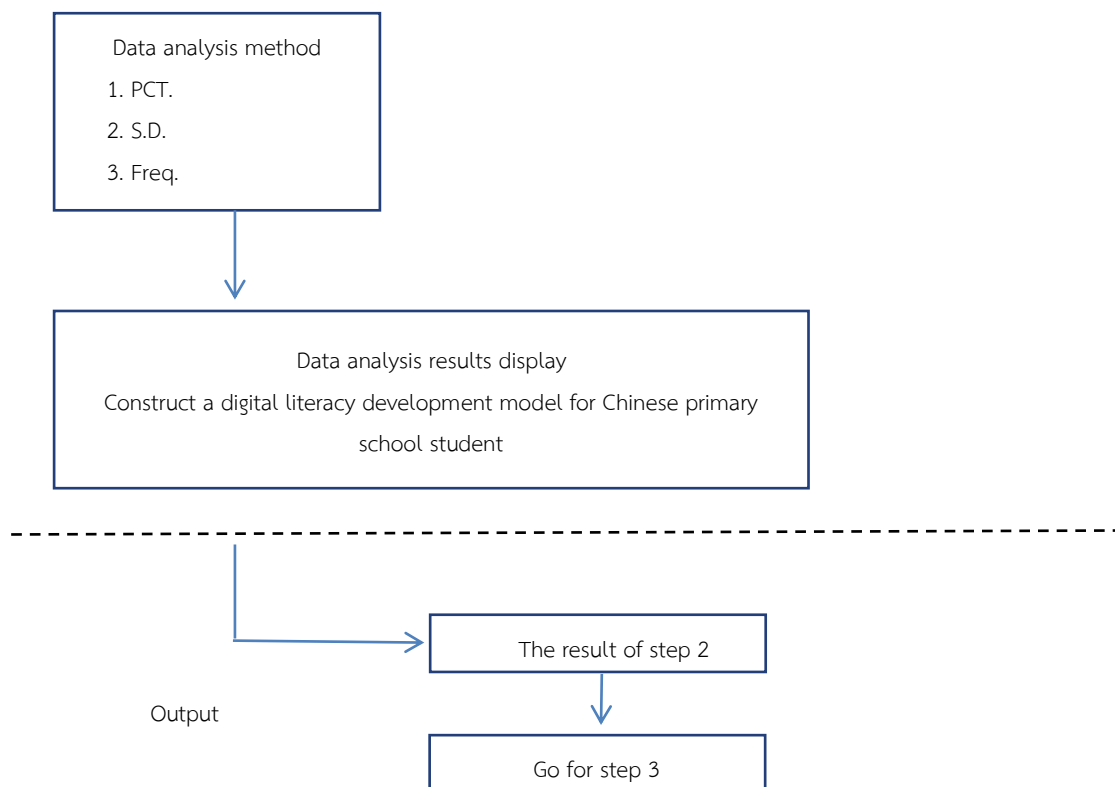 Data analysis method
1. PCT.
2. S.D.
3. Freq.
Data analysis results display
Construct a digital literacy development model for Chinese primary
school student
The result of step 2
Output
Go for step 3